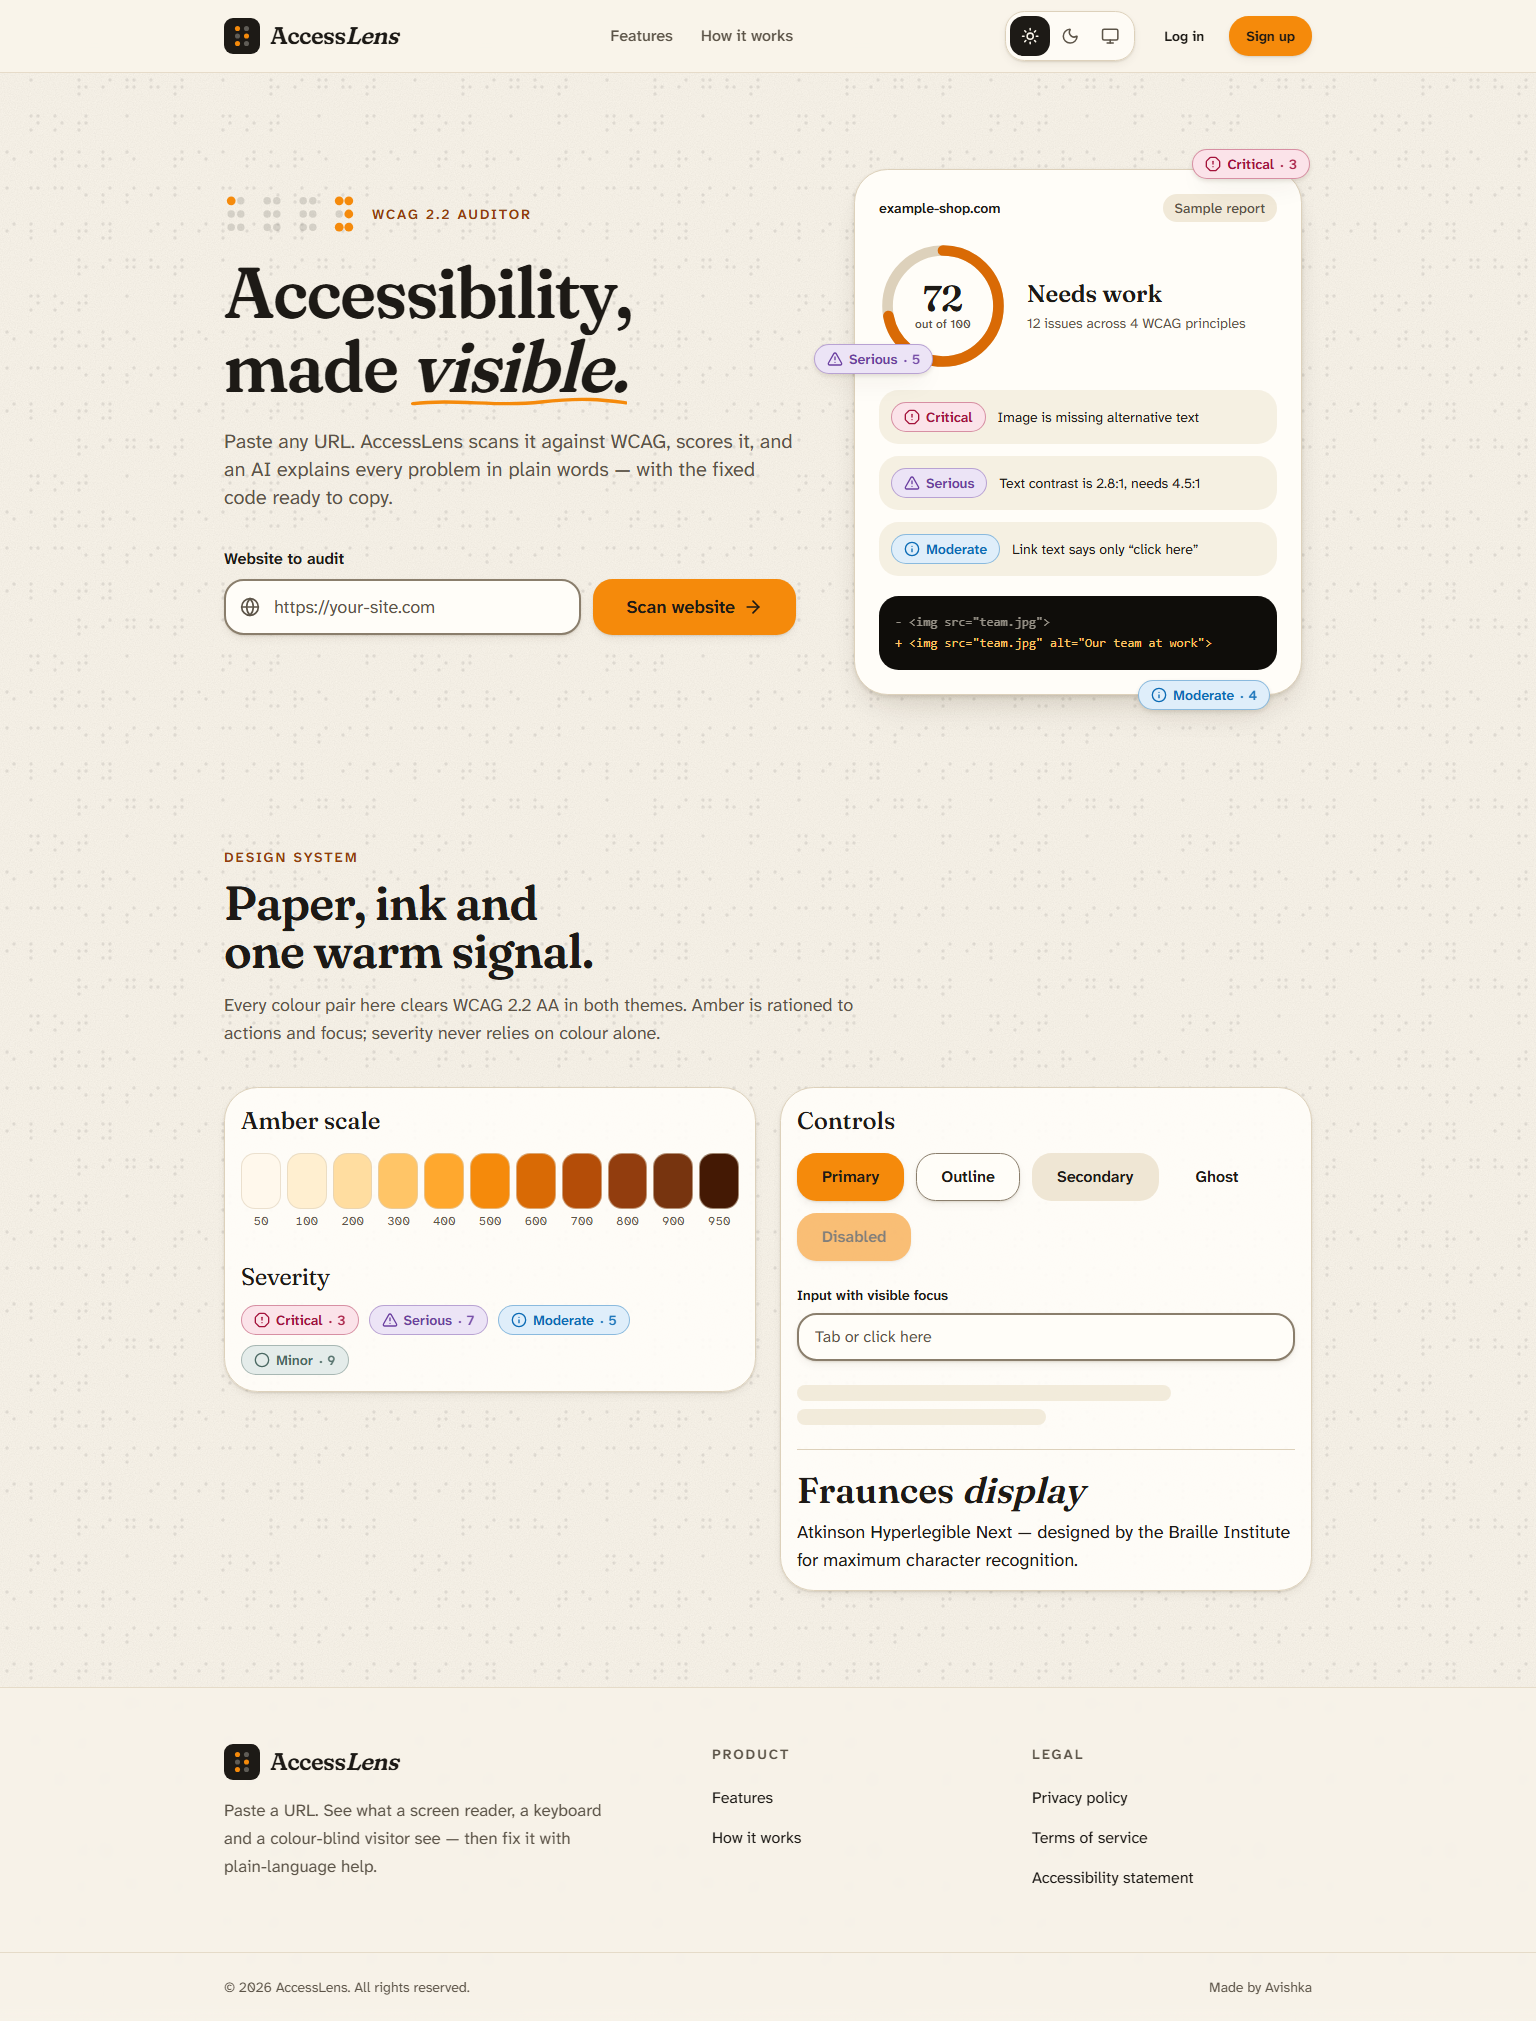 AccessLens
Features
How it works
Log in
Sign up
WCAG 2.2 AUDITOR
Accessibility,
made visible.
Paste any URL. AccessLens scans it against WCAG, scores it, and
an AI explains every problem in plain words — with the fixed
code ready to copy.
Website to audit
https://your-site.com
Scan website
Critical · 3
example-shop.com
Sample report
72
out of 100
Needs work
12 issues across 4 WCAG principles
Serious · 5
Critical
Image is missing alternative text
Serious
Text contrast is 2.8:1, needs 4.5:1
Moderate
Link text says only “click here”
- <img src="team.jpg">
+ <img src="team.jpg" alt="Our team at work">
Moderate · 4
DESIGN SYSTEM
Paper, ink and
one warm signal.
Every colour pair here clears WCAG 2.2 AA in both themes. Amber is rationed to
actions and focus; severity never relies on colour alone.
Amber scale
50 100 200 300 400 500 600 700 800 900 950
Severity
Critical · 3
Serious · 7
Moderate · 5
Minor · 9
Controls
Primary
Outline
Secondary
Ghost
Disabled
Input with visible focus
Tab or click here
Fraunces display
Atkinson Hyperlegible Next — designed by the Braille Institute
for maximum character recognition.
AccessLens
Paste a URL. See what a screen reader, a keyboard
and a colour-blind visitor see — then fix it with
plain-language help.
PRODUCT
Features
How it works
LEGAL
Privacy policy
Terms of service
Accessibility statement
© 2026 AccessLens. All rights reserved.
Made by Avishka